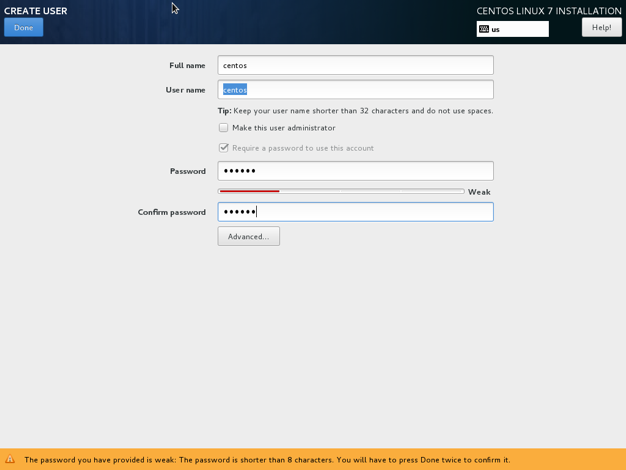 CREATE USER
CENTOS LINUX 7 INSTALLATION
Done
us
Help!
Full name
centos
User name
centos
Tip: Keep your user name shorter than 32 characters and do not use spaces.
Make this user administrator
Require a password to use this account
Password
••••••
Weak
Confirm password
••••••
Advanced...
The password you have provided is weak: The password is shorter than 8 characters. You will have to press Done twice to confirm it.